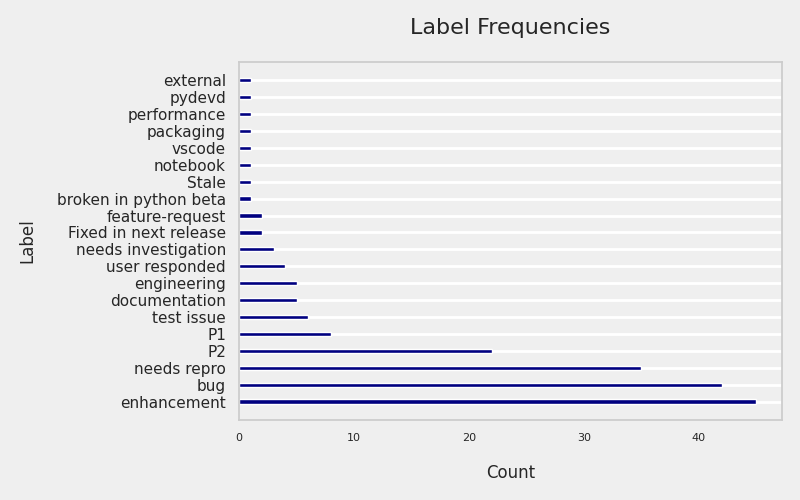 Label Frequencies
external
pydevd
performance
packaging
vscode
notebook
Stale
broken in python beta
feature-request
Fixed in next release
needs investigation
user responded
engineering
documentation
test issue
P1
P2
needs repro
bug
enhancement
Label
0 10 20 30 40
Count